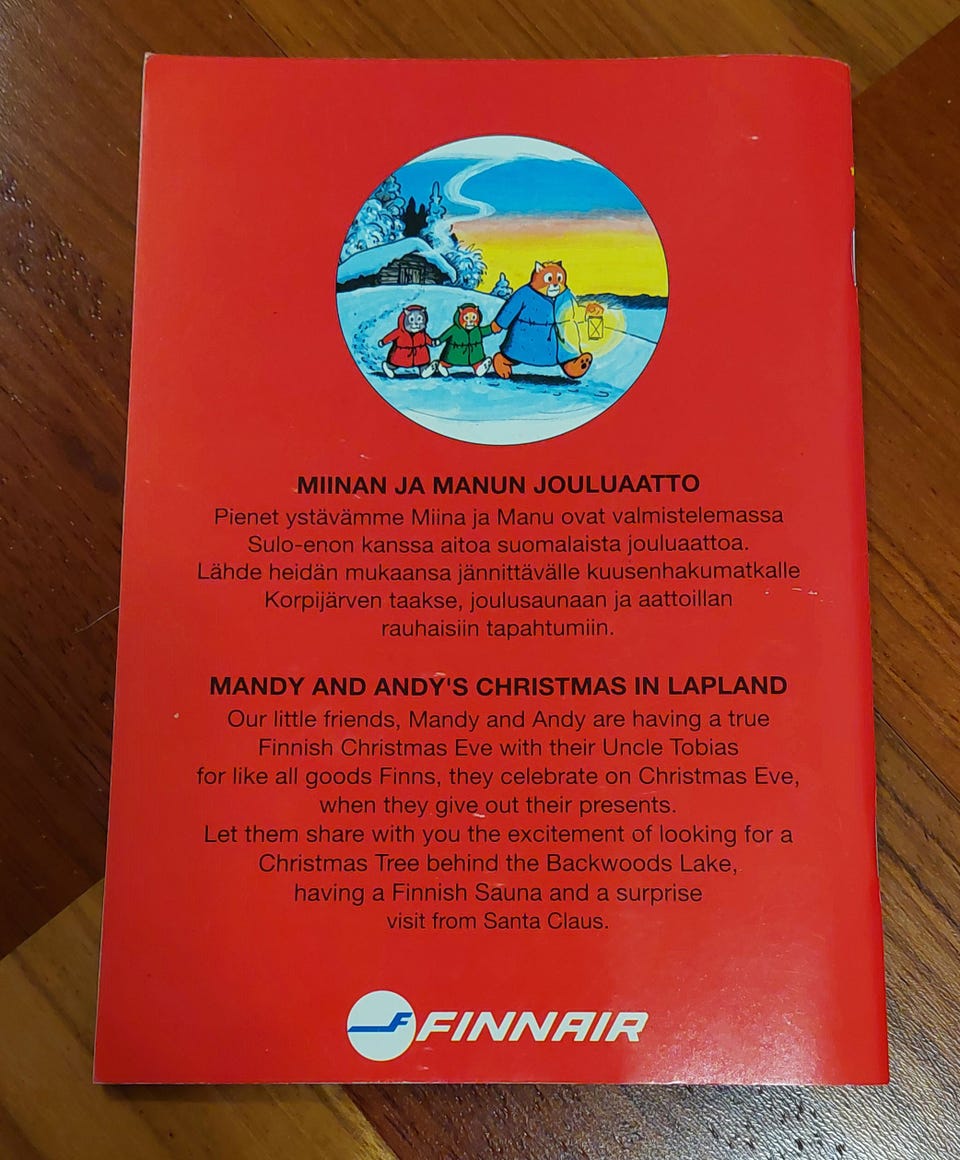 MIINAN JA MANUN JOULUAATTO
Pienet ystävämme Miina ja Manu ovat valmistelemassa
Sulo-enon kanssa aitoa suomalaista jouluaattoa.
Lähde heidän mukaansa jännittävälle kuusenhakumatkalle
Korpijärven taakse, joulusaunaan ja aattoillan
rauhaisiin tapahtumiin.
MANDY AND ANDY'S CHRISTMAS IN LAPLAND
Our little friends, Mandy and Andy are having a true
Finnish Christmas Eve with their Uncle Tobias
for like all goods Finns, they celebrate on Christmas Eve,
when they give out their presents.
Let them share with you the excitement of looking for a
Christmas Tree behind the Backwoods Lake,
having a Finnish Sauna and a surprise
visit from Santa Claus.
F FINNAIR